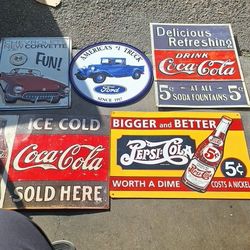 NEW CORVETTE
FUN!
AMERICA'S #1 TRUCK
Ford
SINCE 1917
Delicious
Refreshing
DRINK
Coca-Cola
5¢ AT ALL 5¢
SODA FOUNTAINS
ICE COLD
Coca-Cola
SOLD HERE
BIGGER and BETTER
PEPSI:COLA
5¢
5¢
WORTH A DIME COSTS A NICKEL